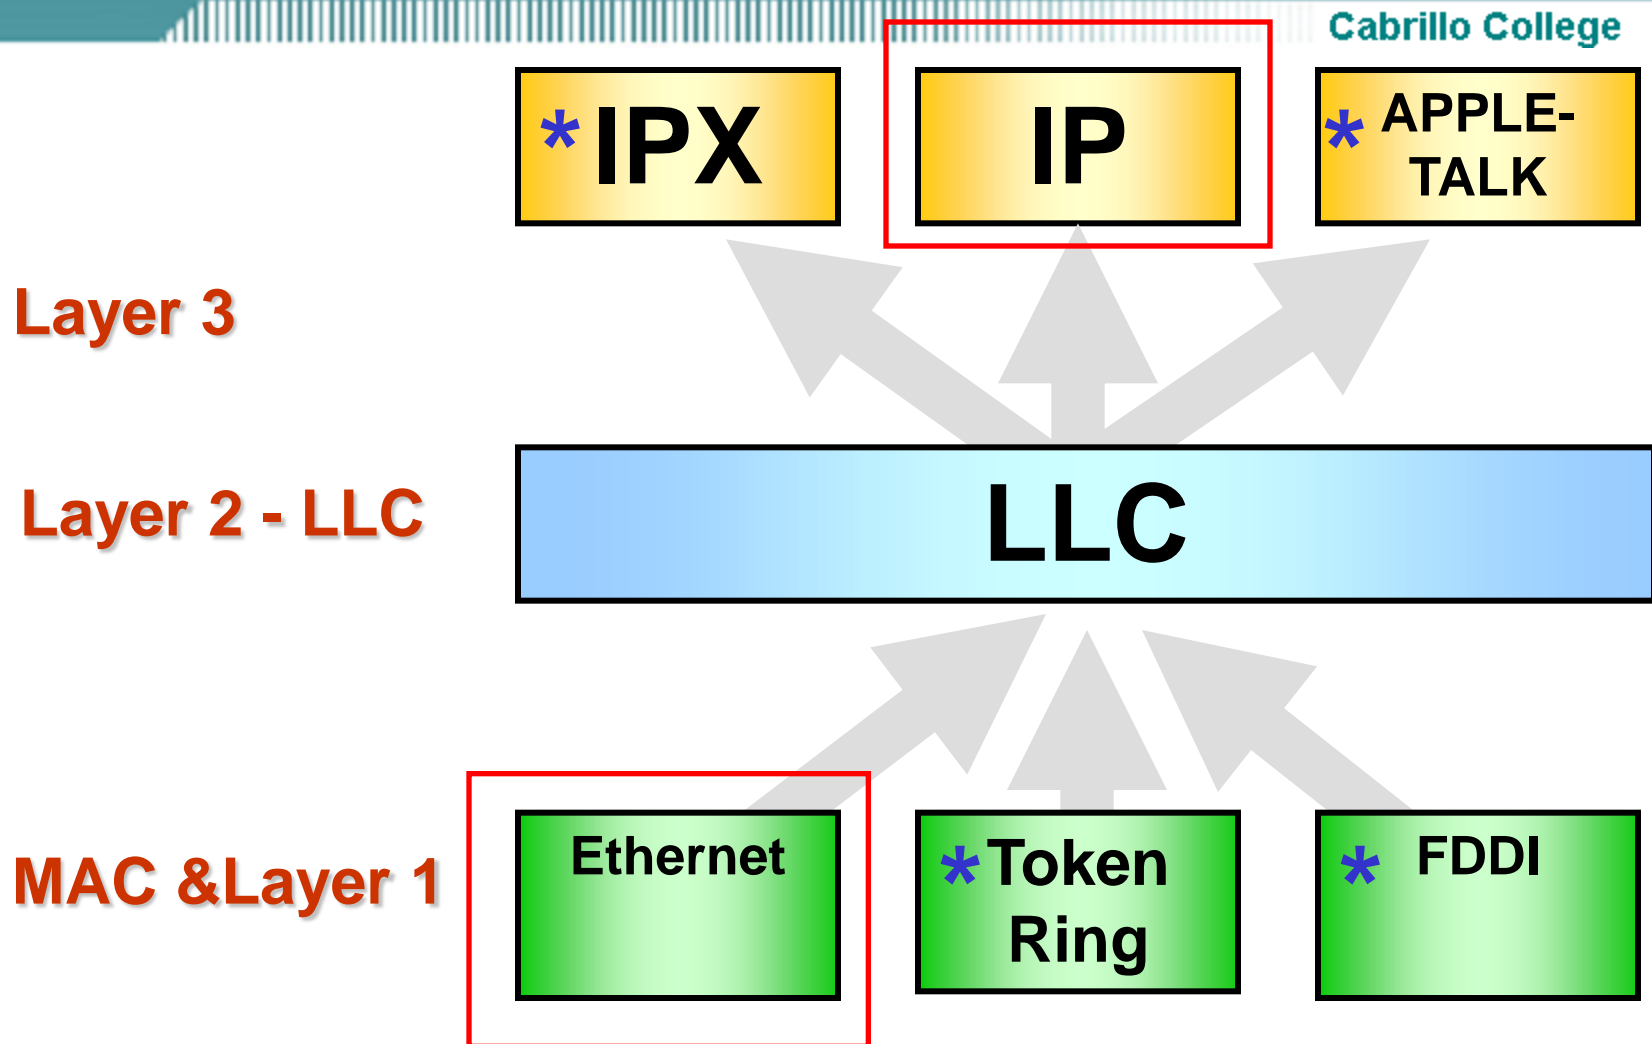 Cabrillo College
* IPX
IP
* APPLE-
TALK
Layer 3
Layer 2 - LLC
LLC
MAC &Layer 1
Ethernet
* Token
Ring
* FDDI